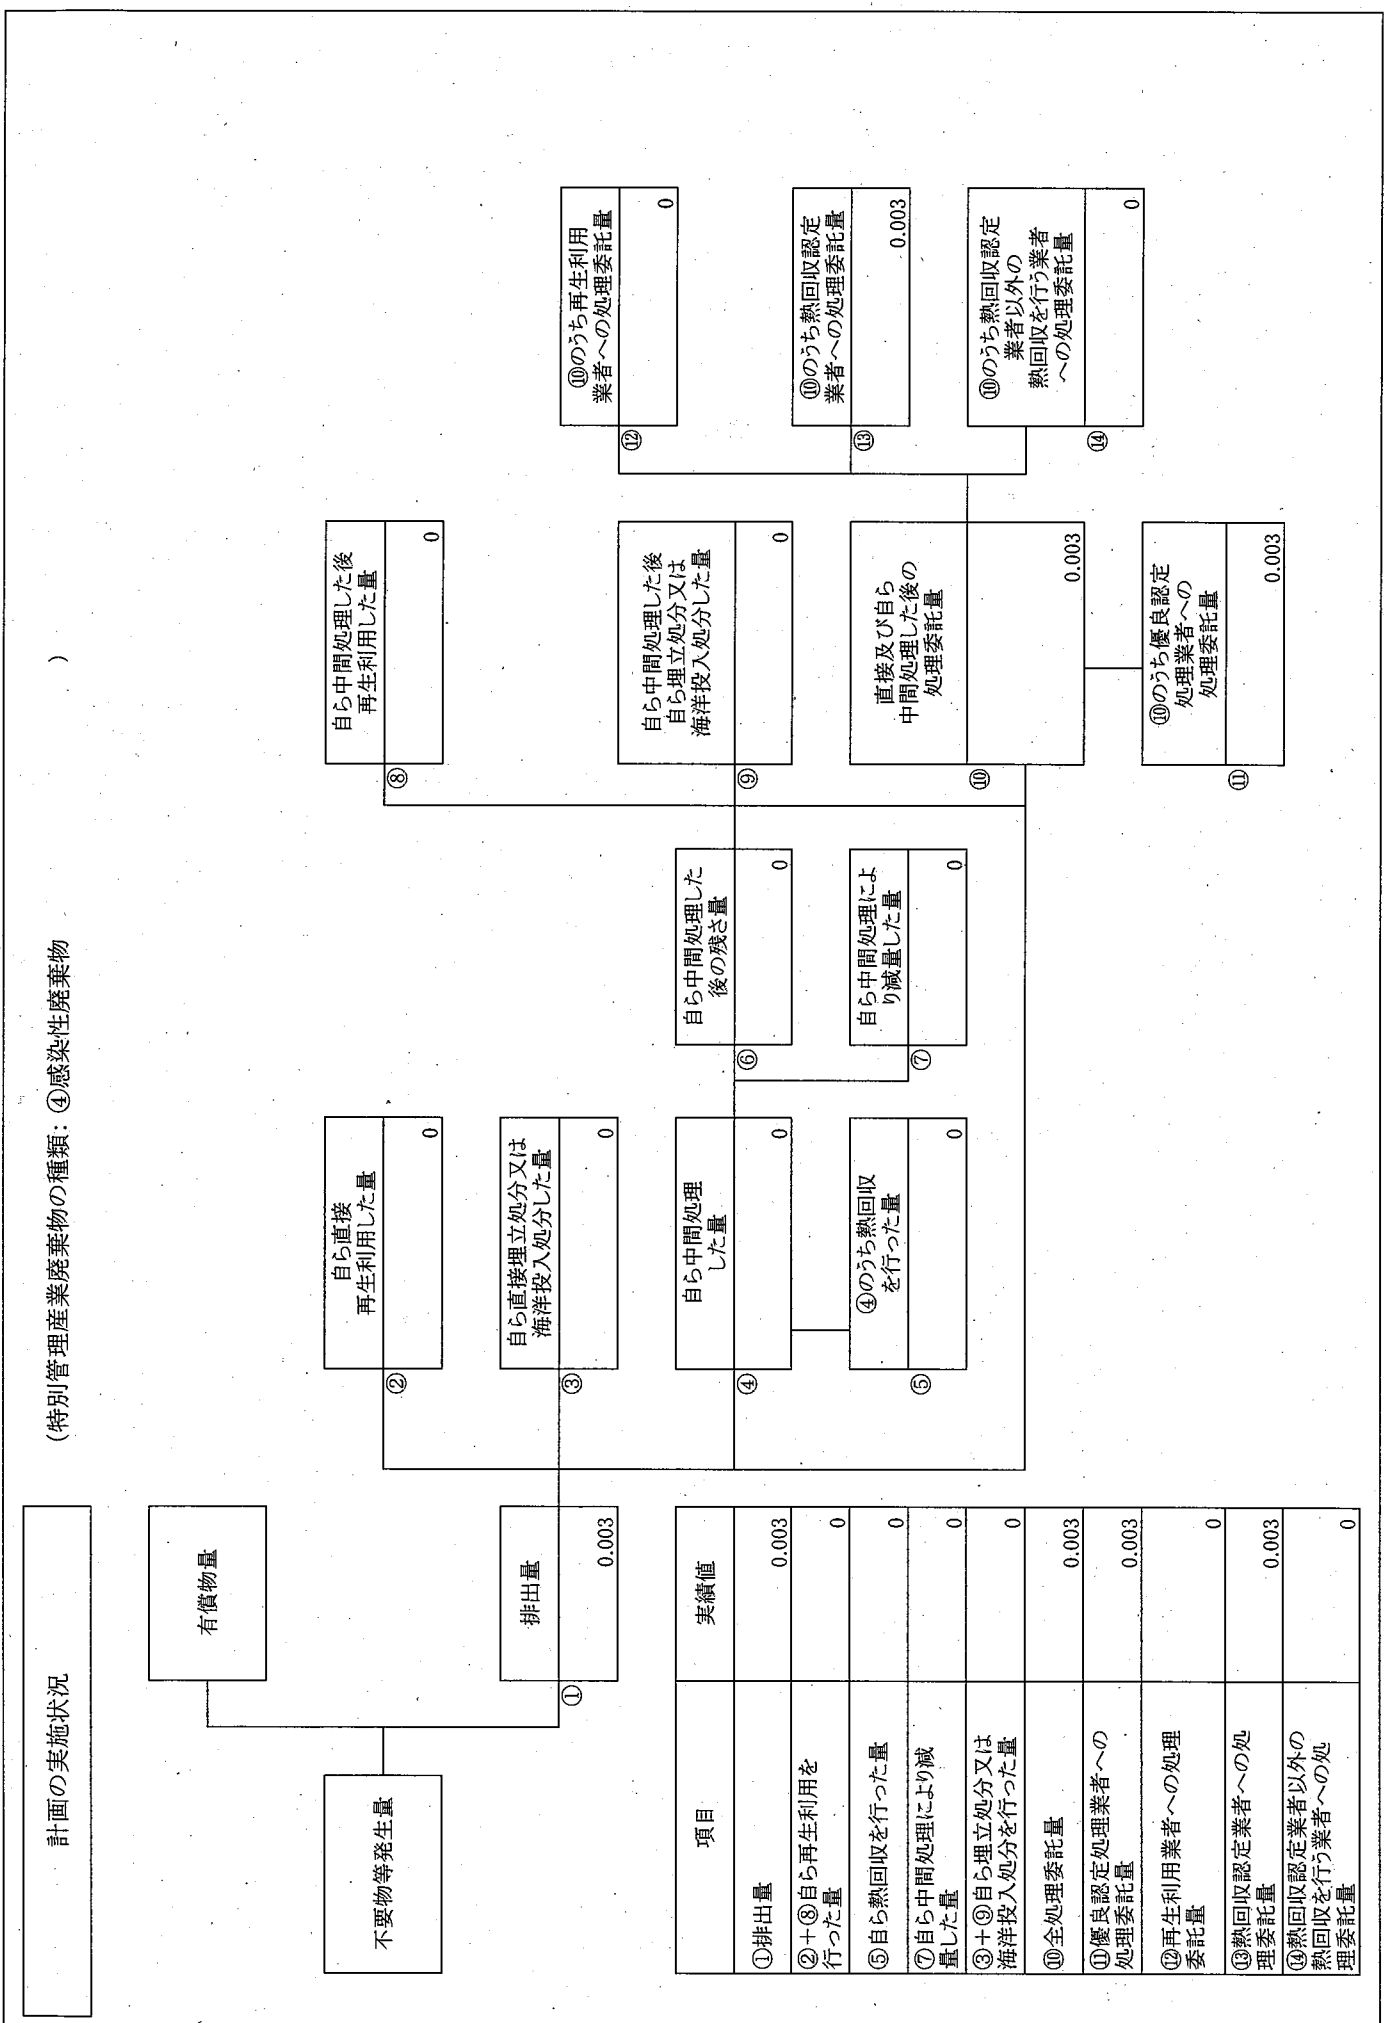 計画の実施状況
(特別管理産業廃棄物の種類：④感染性廃棄物
)
不要物等発生量
有償物量
①
排出量
0.003
②
自ら直接
再生利用した量
0
③
自ら直接埋立処分又は
海洋投入処分した量
0
④
自ら中間処理
した量
0
⑤
④のうち熱回収
を行った量
0
⑥
自ら中間処理した
後の残さ量
0
⑦
自ら中間処理によ
り減量した量
0
⑧
自ら中間処理した後
再生利用した量
0
⑨
自ら中間処理した後
自ら埋立処分又は
海洋投入処分した量
0
⑩
直接及び自ら
中間処理した後の
処理委託量
0.003
⑪
⑩のうち優良認定
処理業者への
処理委託量
0.003
⑫
⑩のうち再生利用
業者への処理委託量
0
⑬
⑩のうち熱回収認定
業者への処理委託量
0.003
⑭
⑩のうち熱回収認定
業者以外の
熱回収を行う業者
への処理委託量
0
項目 実績値
①排出量 0.003
②＋⑧自ら再生利用を
行った量 0
⑤自ら熱回収を行った量 0
⑦自ら中間処理により減
量した量 0
③＋⑨自ら埋立処分又は
海洋投入処分を行った量 0
⑩全処理委託量 0.003
⑪優良認定処理業者への
処理委託量 0.003
⑫再生利用業者への処理
委託量 0
⑬熱回収認定業者への処
理委託量 0.003
⑭熱回収認定業者以外の
熱回収を行う業者への処
理委託量 0